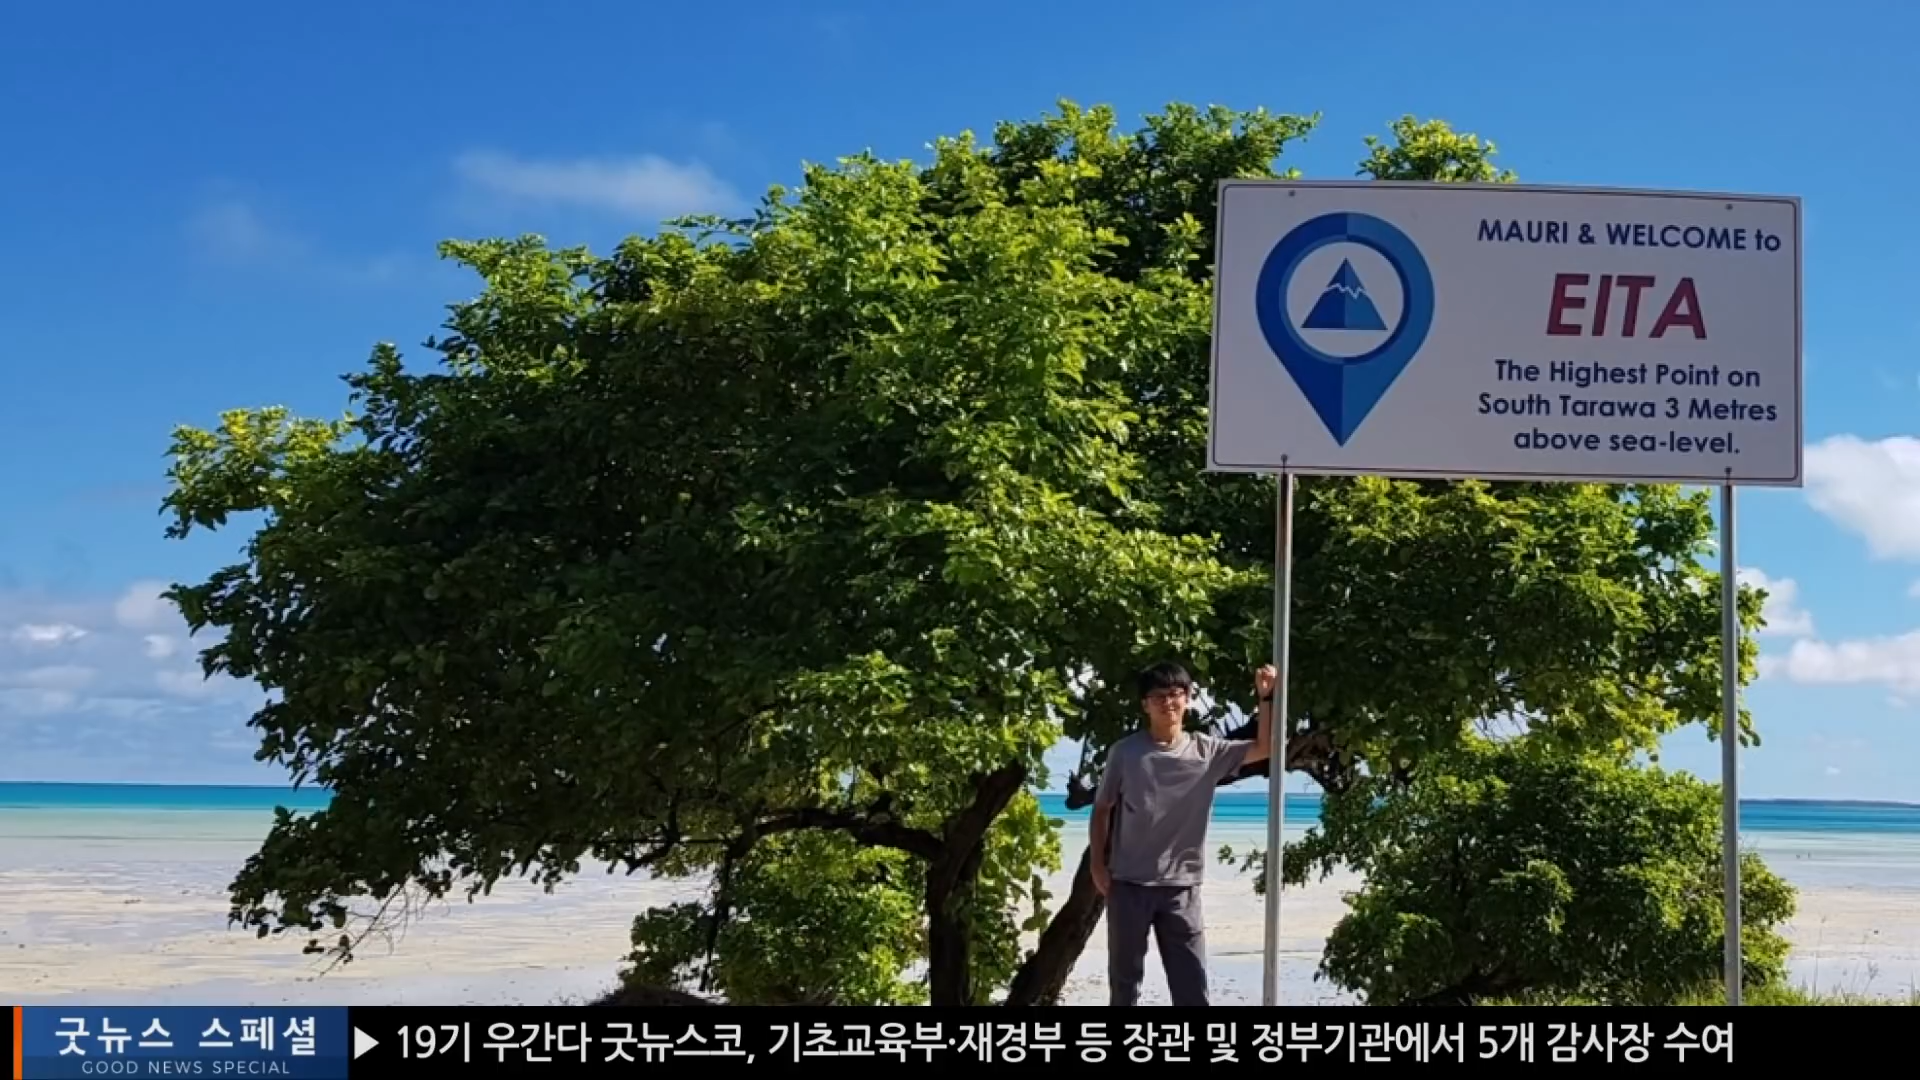 MAURI & WELCOME to
EITA
The Highest Point on
South Tarawa 3 Metres
above sea-level.
굿뉴스 스페셜
GOOD NEWS SPECIAL
▶ 19기 우간다 굿뉴스코, 기초교육부·재경부 등 장관 및 정부기관에서 5개 감사장 수여